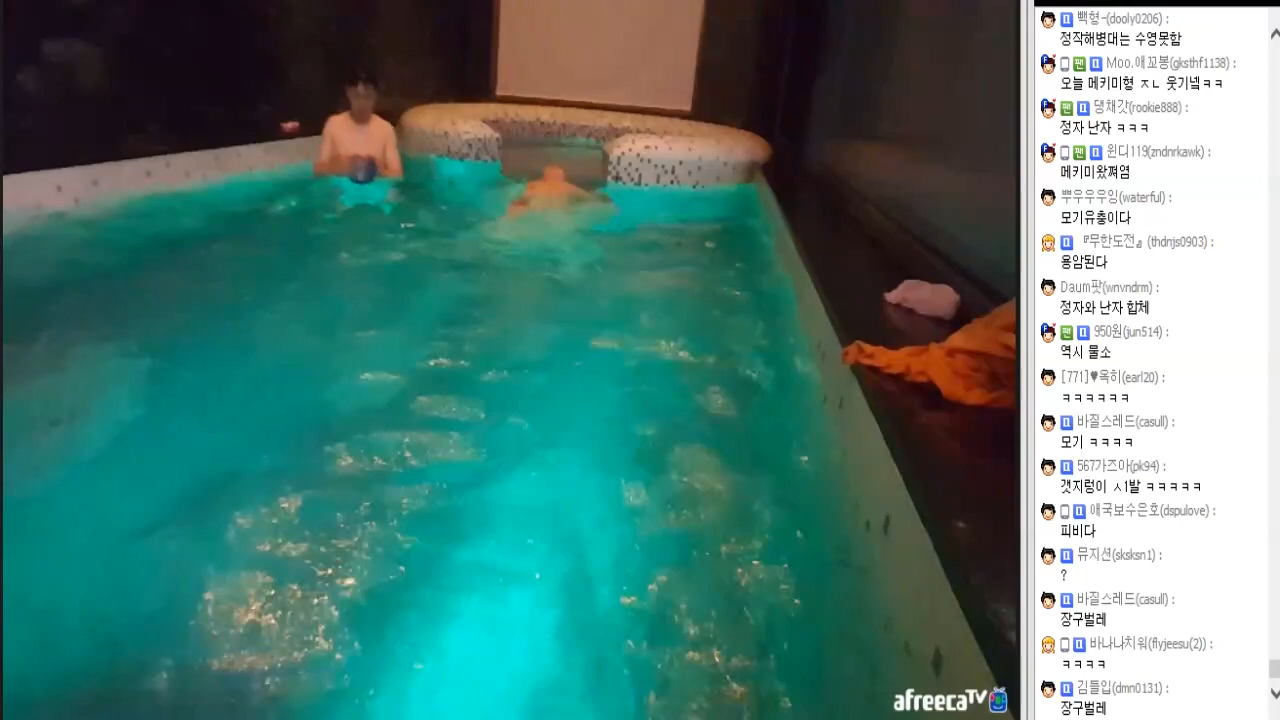 afreecaTV
빽형-(dooly0206) :
정작해병대는 수영못함
Moo.애꼬봉(gksthf1138) :
오늘 메키미형 ㅈㄴ 웃기넼ㅋㅋ
댕채갓(rookie888) :
정자 난자 ㅋㅋㅋ
윈디119(zndnrkawk) :
메키미왔쪄염
뿌우우우잉(waterful) :
모기유충이다
『무한도전』(thdnjs0903) :
용암된다
Daum팟(wnvndrm) :
정자와 난자 합체
950원(jun514) :
역시 물소
[771]♥옥히(earl20) :
ㅋㅋㅋㅋㅋㅋ
바질스레드(casull) :
모기 ㅋㅋㅋㅋ
567가즈아(pk94) :
갯지렁이 ㅅ1발 ㅋㅋㅋㅋㅋ
애국보수은호(dspulove) :
피비다
뮤지션(sksksn1) :
?
바질스레드(casull) :
장구벌레
바나나치워(flyjeesu(2)) :
ㅋㅋㅋㅋ
김틀입(dmn0131) :
장구벌레